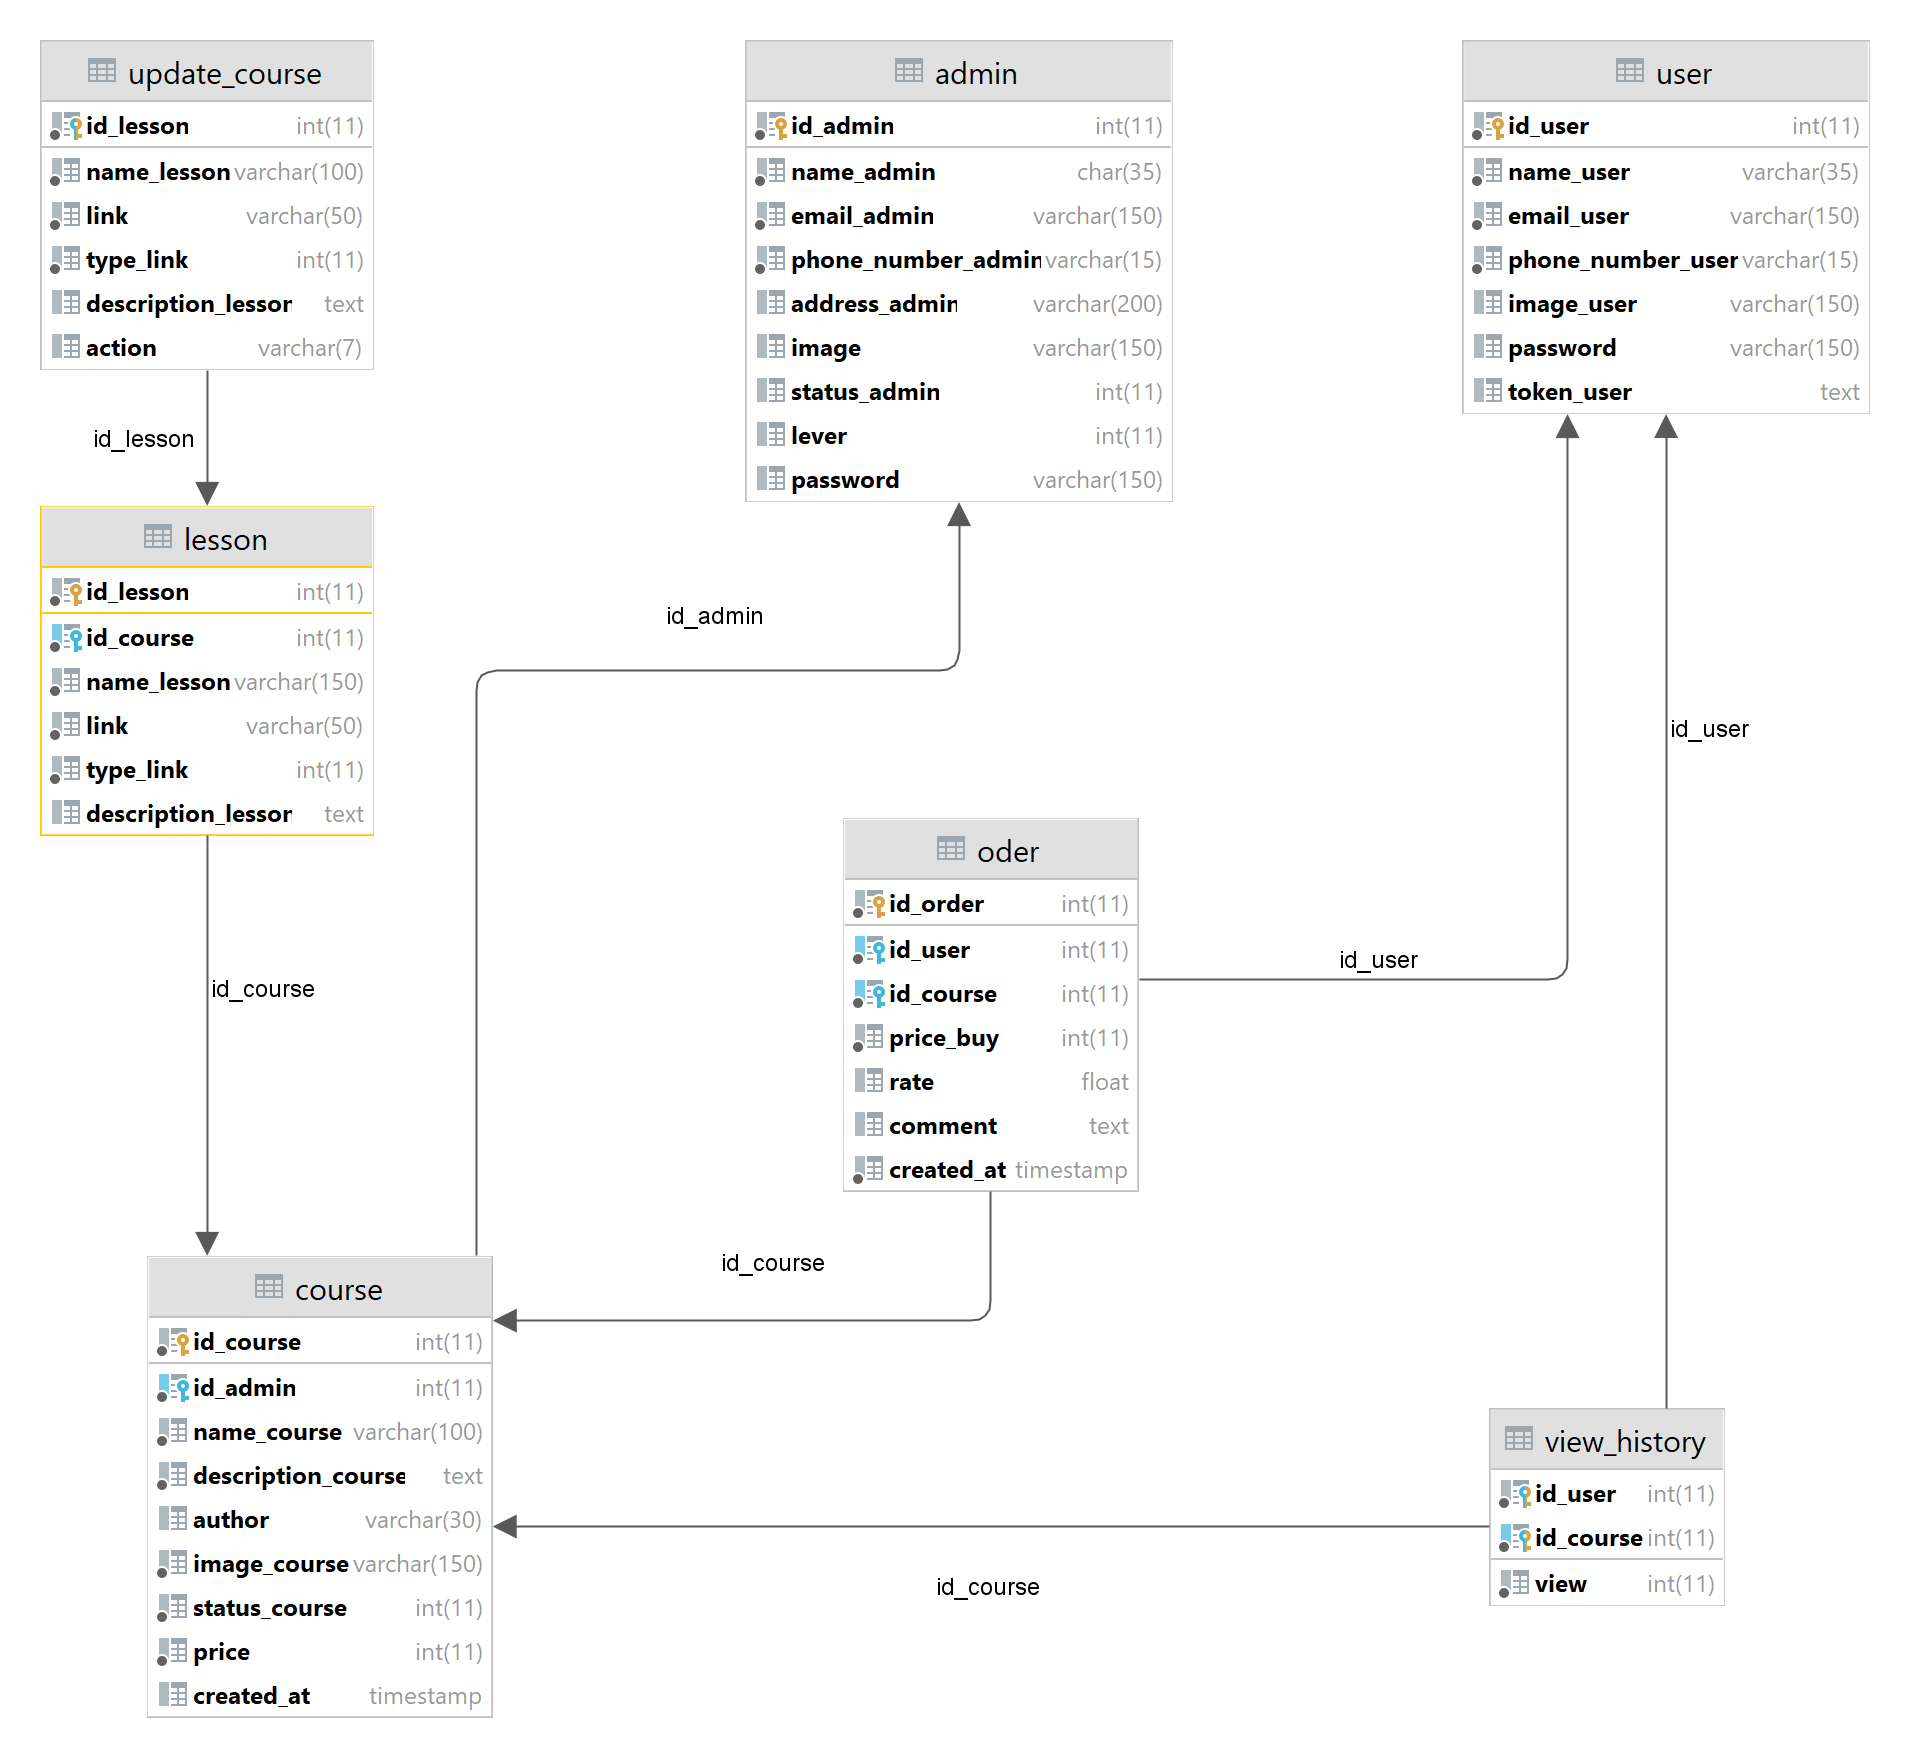 update_course
id_lesson int(11)
name_lesson varchar(100)
link varchar(50)
type_link int(11)
description_lesson text
action varchar(7)
id_lesson
lesson
id_lesson int(11)
id_course int(11)
name_lesson varchar(150)
link varchar(50)
type_link int(11)
description_lesson text
id_course
course
id_course int(11)
id_admin int(11)
name_course varchar(100)
description_course text
author varchar(30)
image_course varchar(150)
status_course int(11)
price int(11)
created_at timestamp
admin
id_admin int(11)
name_admin char(35)
email_admin varchar(150)
phone_number_admin varchar(15)
address_admin varchar(200)
image varchar(150)
status_admin int(11)
lever int(11)
password varchar(150)
id_admin
oder
id_order int(11)
id_user int(11)
id_course int(11)
price_buy int(11)
rate float
comment text
created_at timestamp
id_course
id_user
user
id_user int(11)
name_user varchar(35)
email_user varchar(150)
phone_number_user varchar(15)
image_user varchar(150)
password varchar(150)
token_user text
id_user
view_history
id_user int(11)
id_course int(11)
view int(11)
id_course